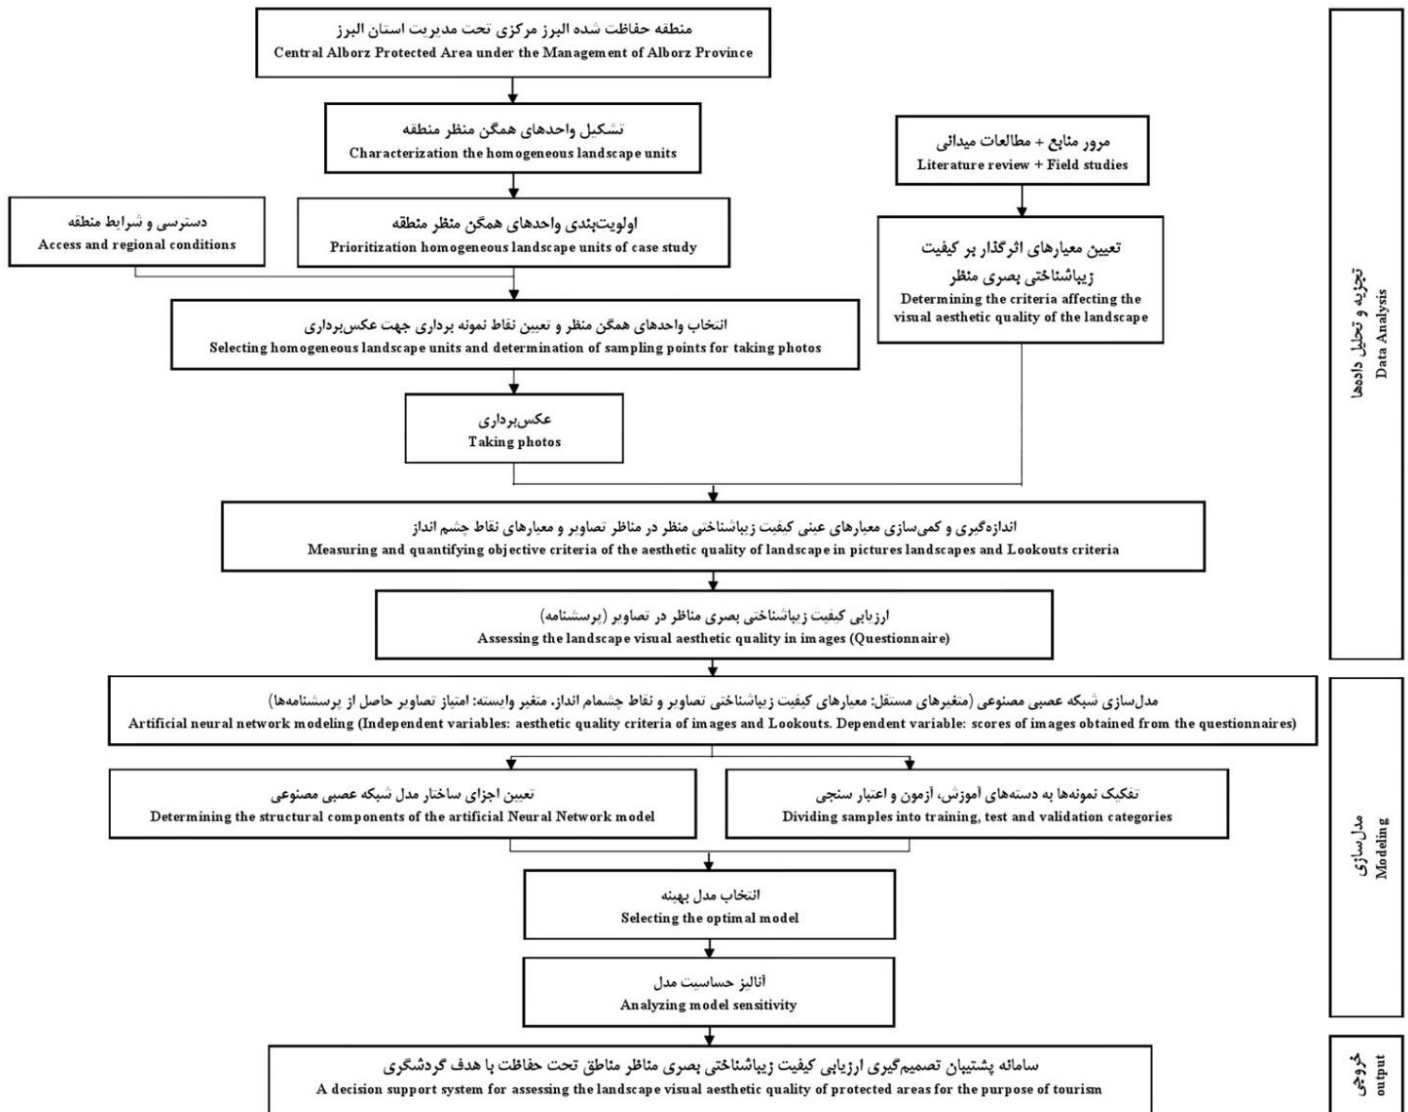 منطقه حفاظت شده البرز مرکزی تحت مدیریت استان البرز
Central Alborz Protected Area under the Management of Alborz Province
تشکیل واحدهای همگن منظر منطقه
Characterization the homogeneous landscape units
مرور منابع + مطالعات میدانی
Literature review + Field studies
دسترسی و شرایط منطقه
Access and regional conditions
اولویت‌بندی واحدهای همگن منظر منطقه
Prioritization homogeneous landscape units of case study
تعیین معیارهای اثرگذار بر کیفیت
زیباشناختی بصری منظر
Determining the criteria affecting the
visual aesthetic quality of the landscape
انتخاب واحدهای همگن منظر و تعیین نقاط نمونه برداری جهت عکس‌برداری
Selecting homogeneous landscape units and determination of sampling points for taking photos
عکس‌برداری
Taking photos
اندازه‌گیری و کمی‌سازی معیارهای عینی کیفیت زیباشناختی منظر در مناظر تصاویر و معیارهای نقاط چشم انداز
Measuring and quantifying objective criteria of the aesthetic quality of landscape in pictures landscapes and Lookouts criteria
ارزیابی کیفیت زیباشناختی بصری مناظر در تصاویر (پرسشنامه)
Assessing the landscape visual aesthetic quality in images (Questionnaire)
تجزیه و تحلیل داده‌ها
Data Analysis
مدل‌سازی شبکه عصبی مصنوعی (متغیرهای مستقل: معیارهای کیفیت زیباشناختی تصاویر و نقاط چشمام انداز. متغیر وابسته: امتیاز تصاویر حاصل از پرسشنامه‌ها)
Artificial neural network modeling (Independent variables: aesthetic quality criteria of images and Lookouts. Dependent variable: scores of images obtained from the questionnaires)
تعیین اجزای ساختار مدل شبکه عصبی مصنوعی
Determining the structural components of the artificial Neural Network model
تفکیک نمونه‌ها به دسته‌های آموزش، آزمون و اعتبار سنجی
Dividing samples into training, test and validation categories
انتخاب مدل بهینه
Selecting the optimal model
آنالیز حساسیت مدل
Analyzing model sensitivity
مدل‌سازی
Modeling
سامانه پشتیبان تصمیم‌گیری ارزیابی کیفیت زیباشناختی بصری مناظر مناطق تحت حفاظت با هدف گردشگری
A decision support system for assessing the landscape visual aesthetic quality of protected areas for the purpose of tourism
خروجی
output